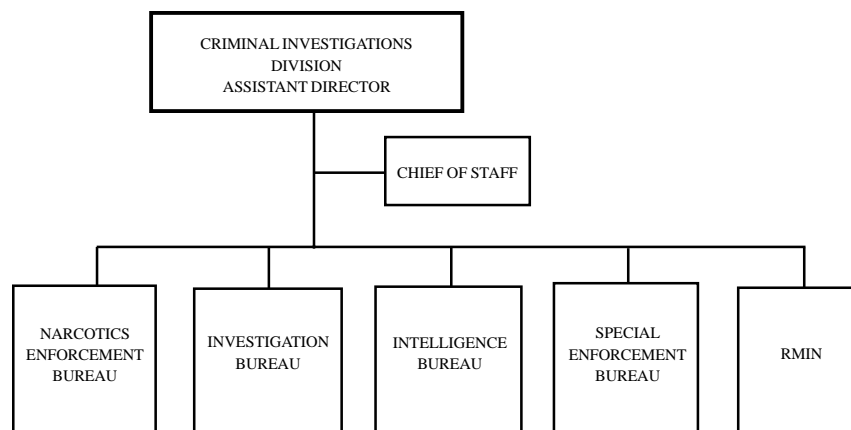 CRIMINAL INVESTIGATIONS
DIVISION
ASSISTANT DIRECTOR
CHIEF OF STAFF
NARCOTICS
ENFORCEMENT
BUREAU
INVESTIGATION
BUREAU
INTELLIGENCE
BUREAU
SPECIAL
ENFORCEMENT
BUREAU
RMIN